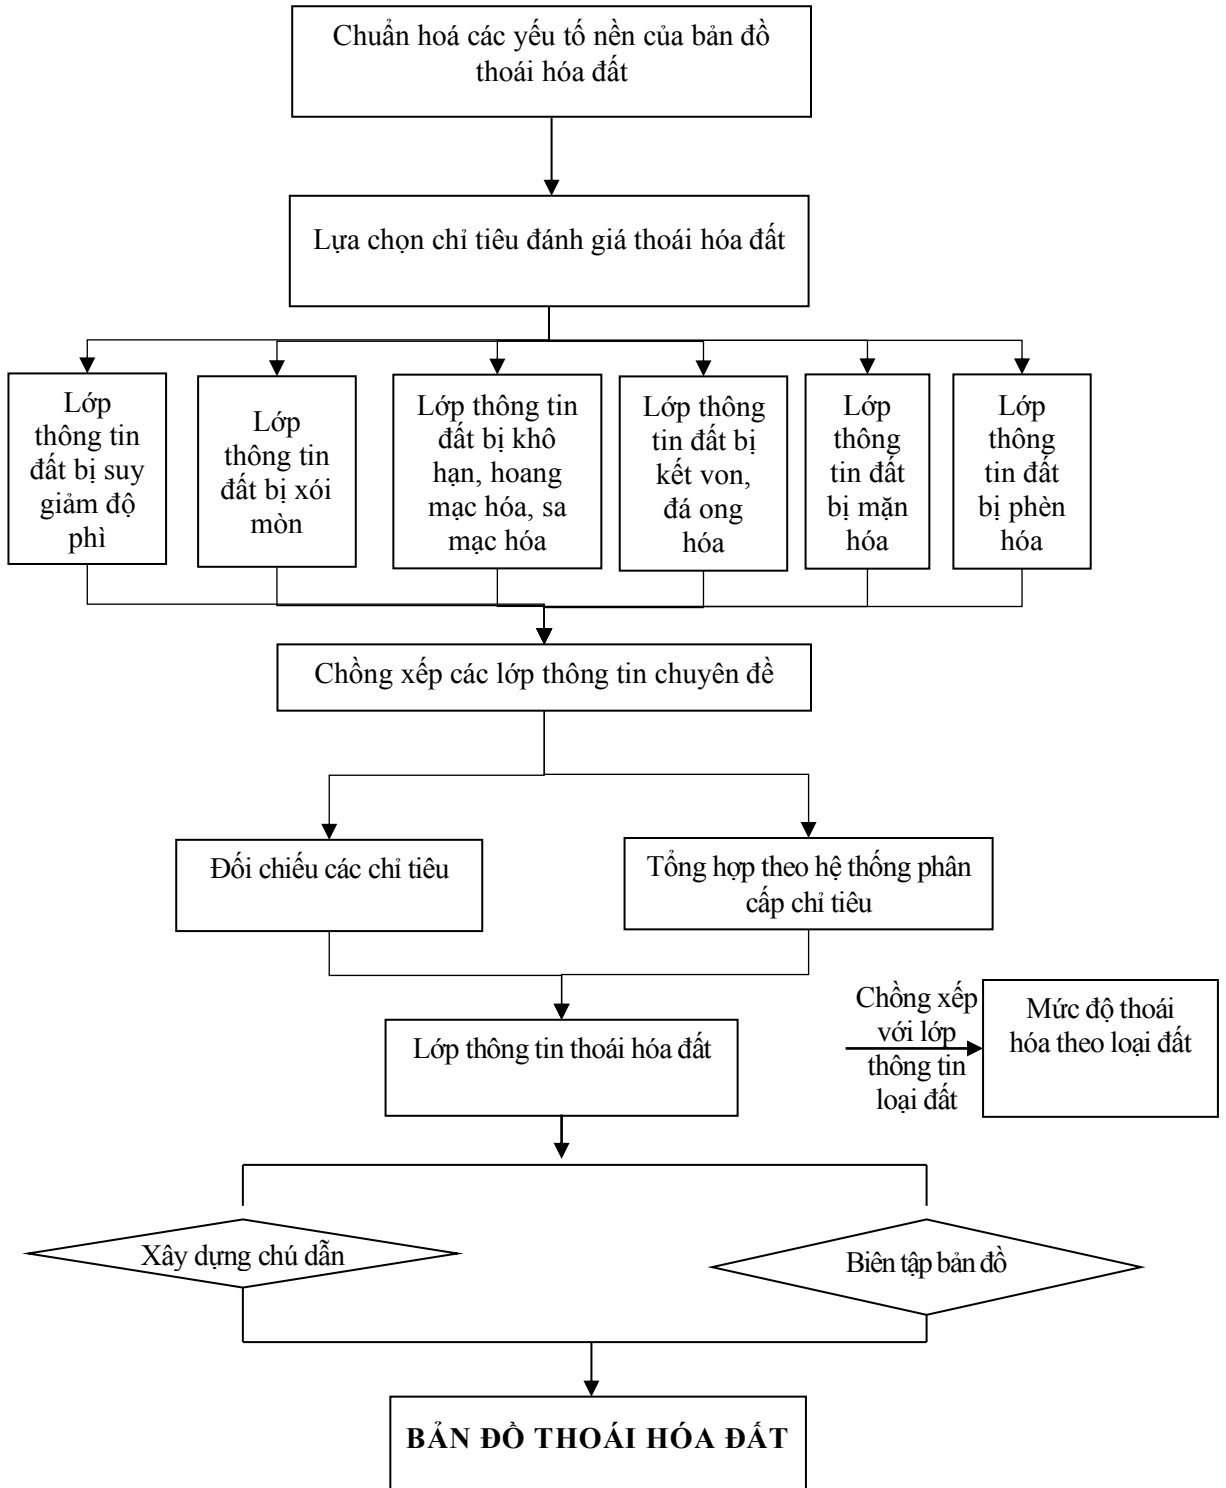 Chuẩn hoá các yếu tố nền của bản đồ
thoái hóa đất
Lựa chọn chỉ tiêu đánh giá thoái hóa đất
Lớp
thông tin
đất bị suy
giảm độ
phì
Lớp
thông tin
đất bị xói
mòn
Lớp thông tin
đất bị khô
hạn, hoang
mạc hóa, sa
mạc hóa
Lớp thông
tin đất bị
kết von,
đá ong
hóa
Lớp
thông
tin đất
bị mặn
hóa
Lớp
thông
tin đất
bị phèn
hóa
Chồng xếp các lớp thông tin chuyên đề
Đối chiếu các chỉ tiêu
Tổng hợp theo hệ thống phân
cấp chỉ tiêu
Lớp thông tin thoái hóa đất
Chồng xếp
với lớp
thông tin
loại đất
Mức độ thoái
hóa theo loại đất
Xây dựng chú dẫn
Biên tập bản đồ
BẢN ĐỒ THOÁI HÓA ĐẤT